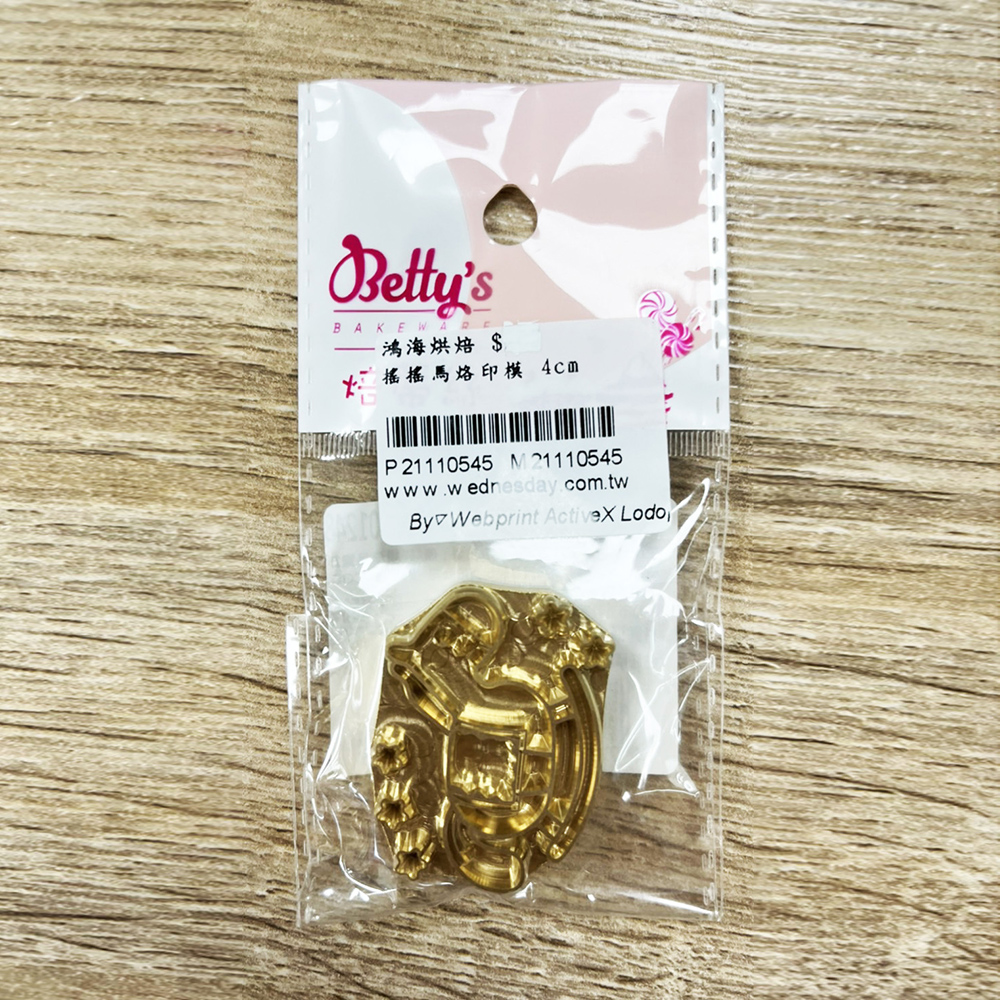 Betty's
BAKEWARE
鴻海烘焙 $
搖搖馬烙印模 4cm
P21110545 M21110545
www.wednesday.com.tw
By▽Webprint ActiveX Lodop